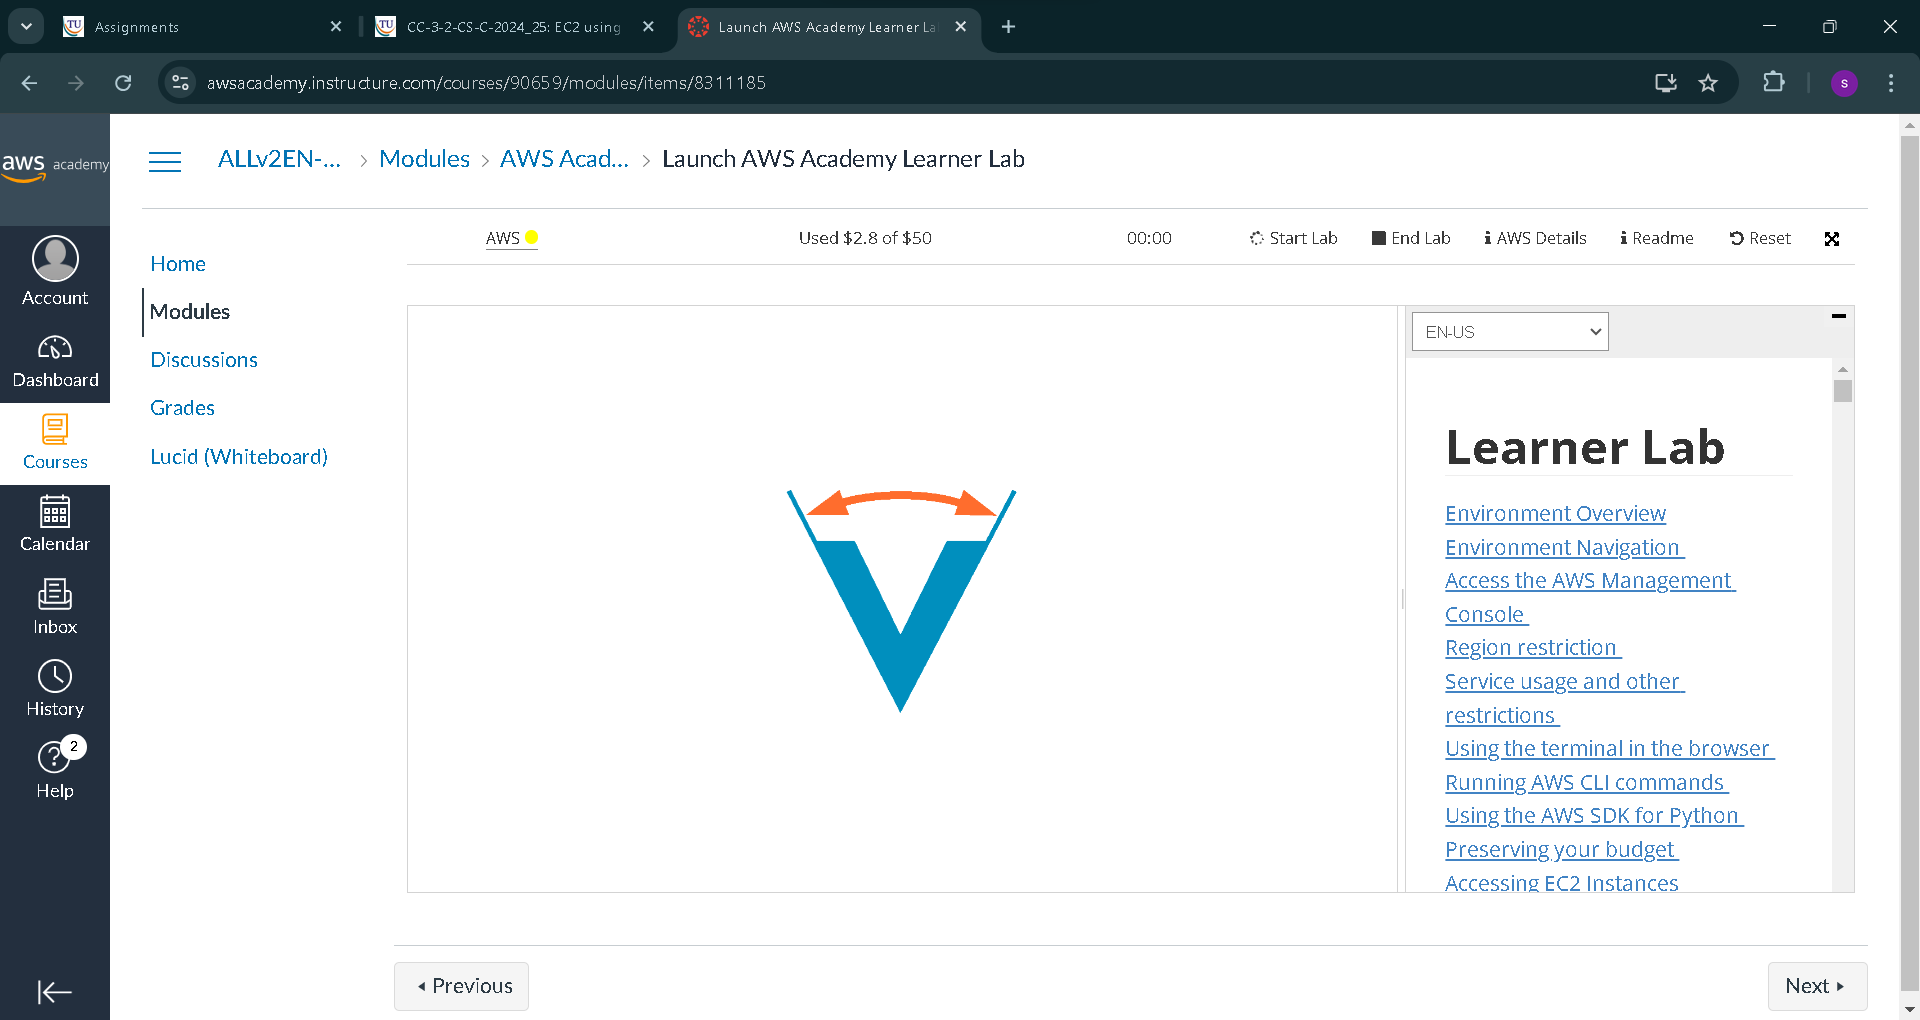 Assignments
CC-3-2-CS-C-2024_25: EC2 using
Launch AWS Academy Learner La
awsacademy.instructure.com/courses/90659/modules/items/8311185
s
aws academy
ALLv2EN-... > Modules > AWS Acad... > Launch AWS Academy Learner Lab
Account
Dashboard
Courses
Calendar
Inbox
History
2
Help
Home
Modules
Discussions
Grades
Lucid (Whiteboard)
AWS Used $2.8 of $50 00:00 Start Lab End Lab AWS Details Readme Reset
EN-US
Learner Lab
Environment Overview
Environment Navigation
Access the AWS Management
Console
Region restriction
Service usage and other
restrictions
Using the terminal in the browser
Running AWS CLI commands
Using the AWS SDK for Python
Preserving your budget
Accessing EC2 Instances
Previous
Next